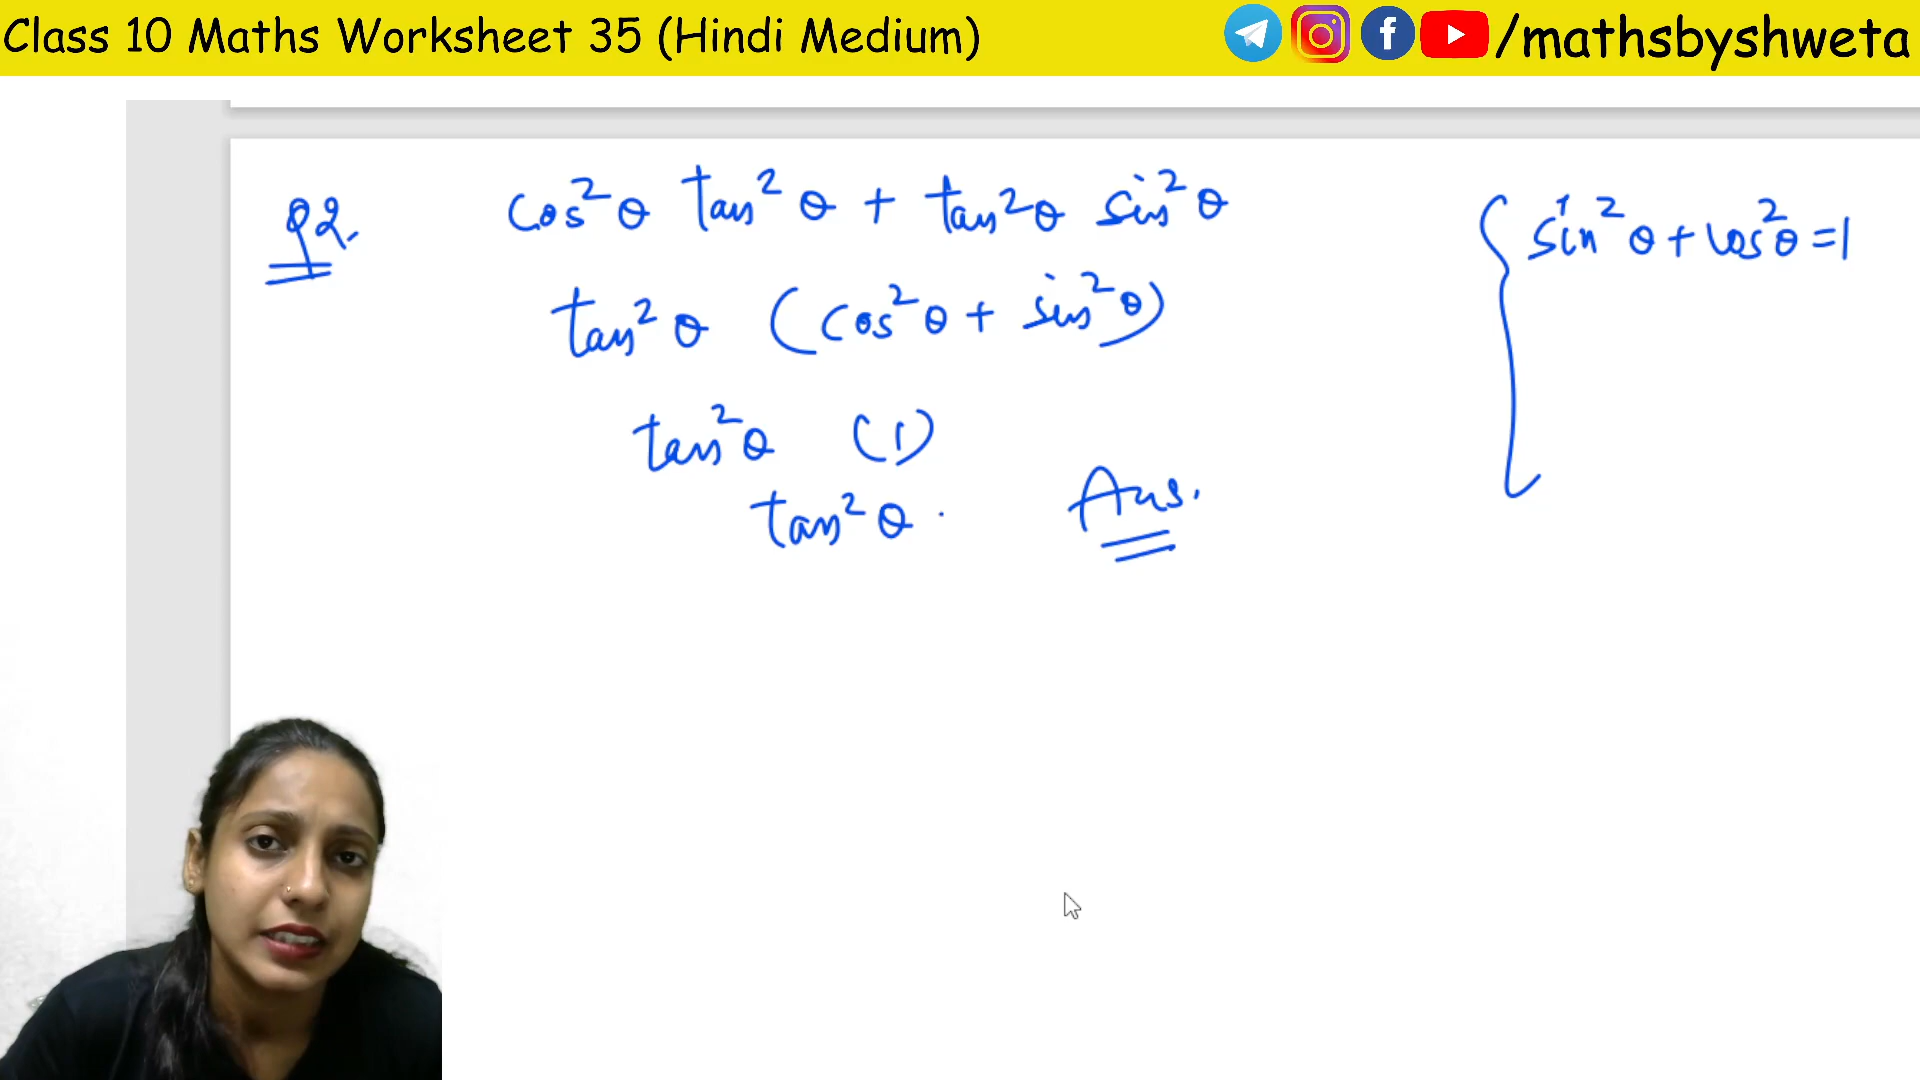 Class 10 Maths Worksheet 35 (Hindi Medium)
/mathsbyshweta
Q2.
cos²θ tan²θ + tan²θ sin²θ
tan²θ (cos²θ + sin²θ)
tan²θ (1)
tan²θ .
Ans.
sin²θ + cos²θ = 1